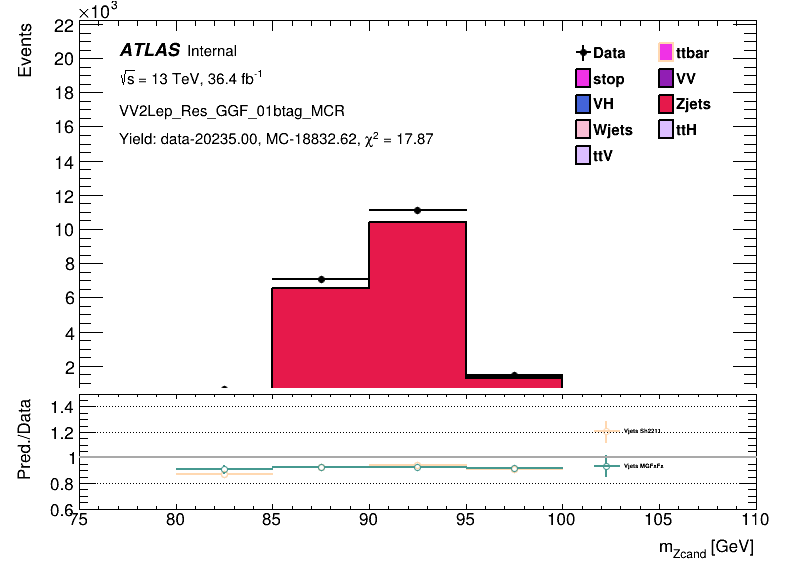 ×10³
Events
22
20
18
16
14
12
10
8
6
4
2
ATLAS Internal
√s = 13 TeV, 36.4 fb⁻¹
VV2Lep_Res_GGF_01btag_MCR
Yield: data-20235.00, MC-18832.62, χ² = 17.87
Data ttbar
stop VV
VH Zjets
Wjets ttH
ttV
Pred./Data
1.4
1.2
1
0.8
0.6
Vjets Sh2211
Vjets MGFxFx
75 80 85 90 95 100 105 110
m_Zcand [GeV]